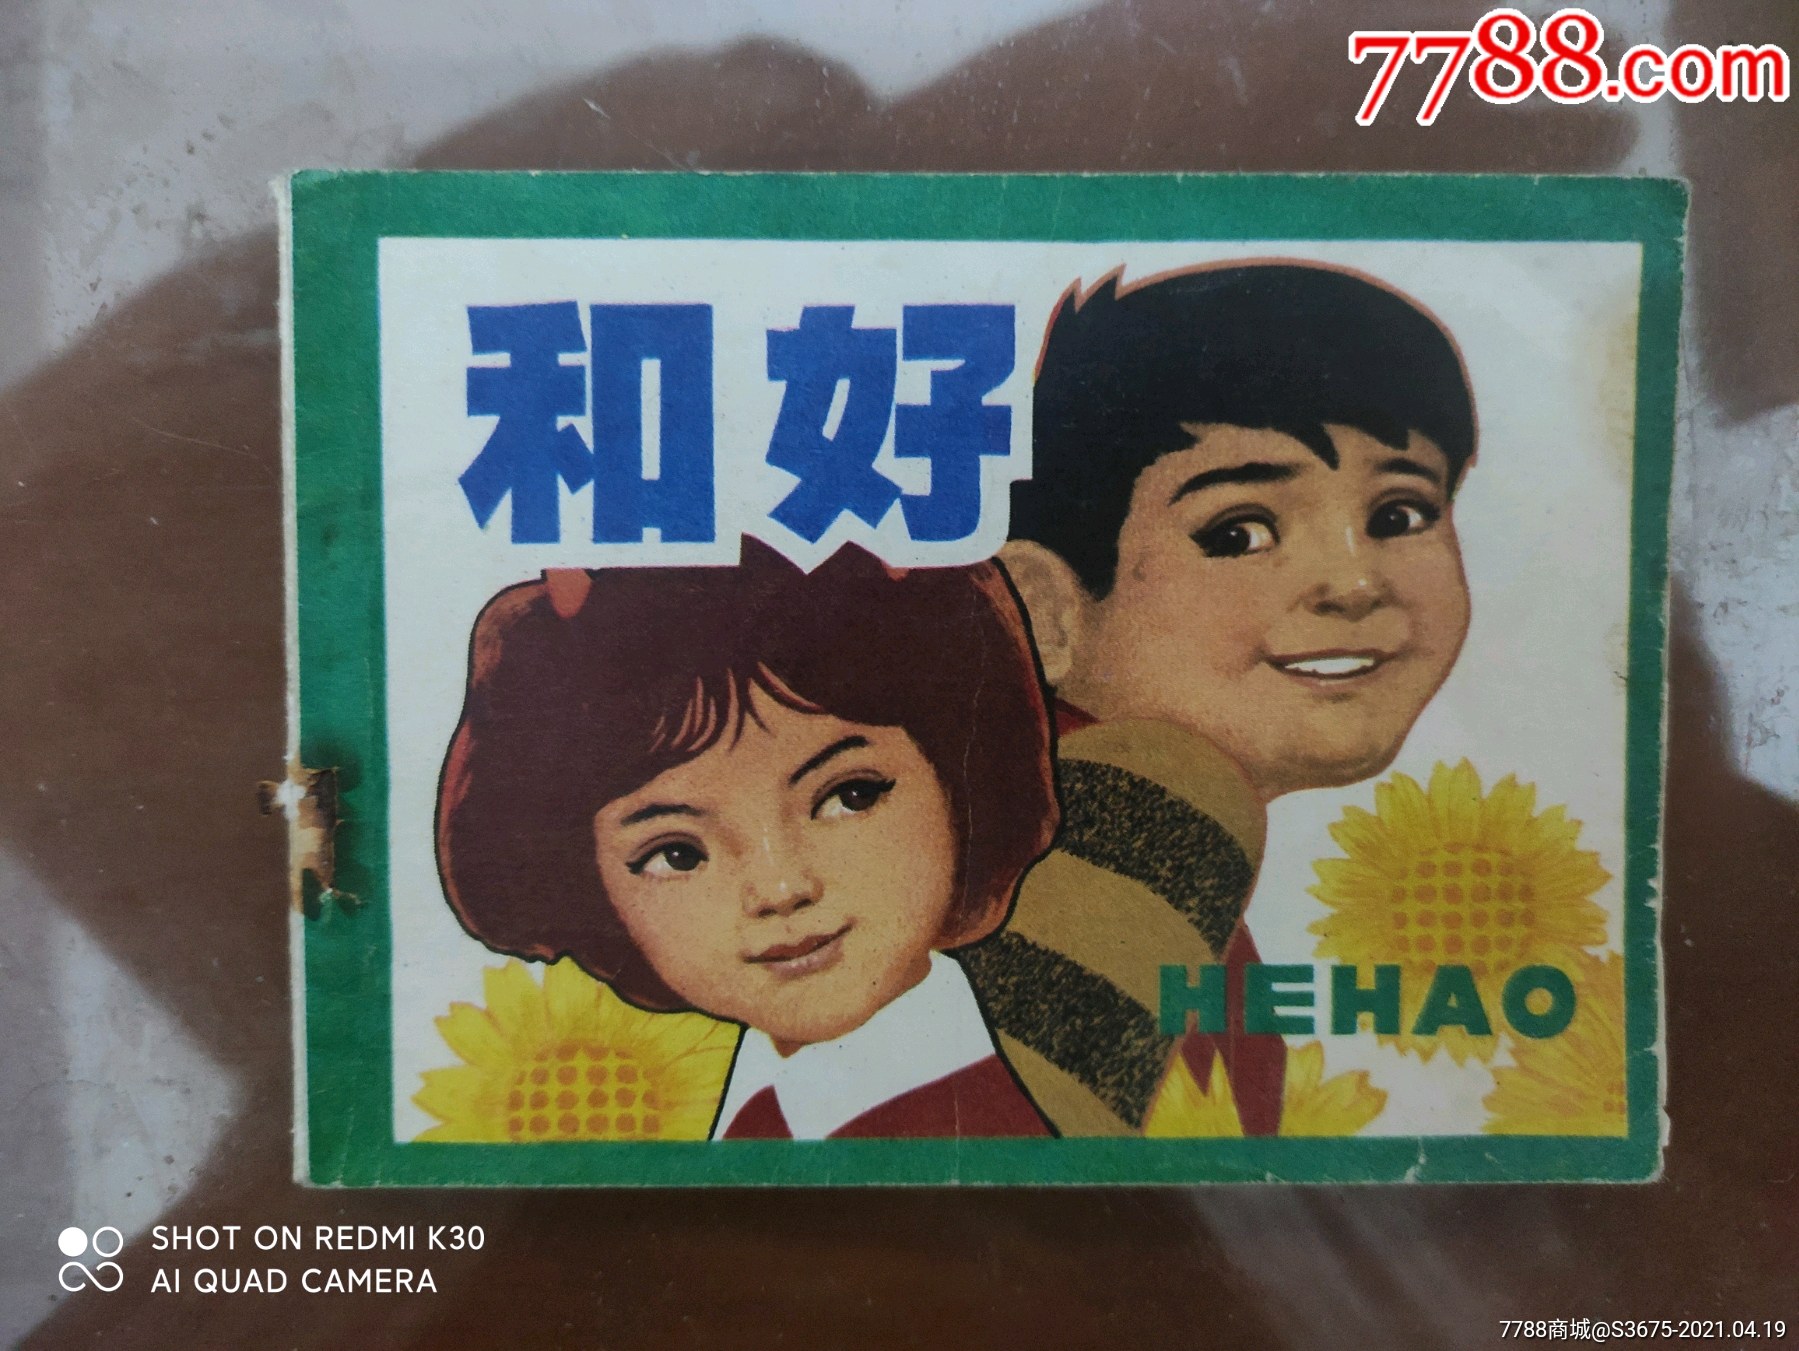 7788.com
和好
HEHAO
SHOT ON REDMI K30
AI QUAD CAMERA
7788商城@S3675-2021.04.19